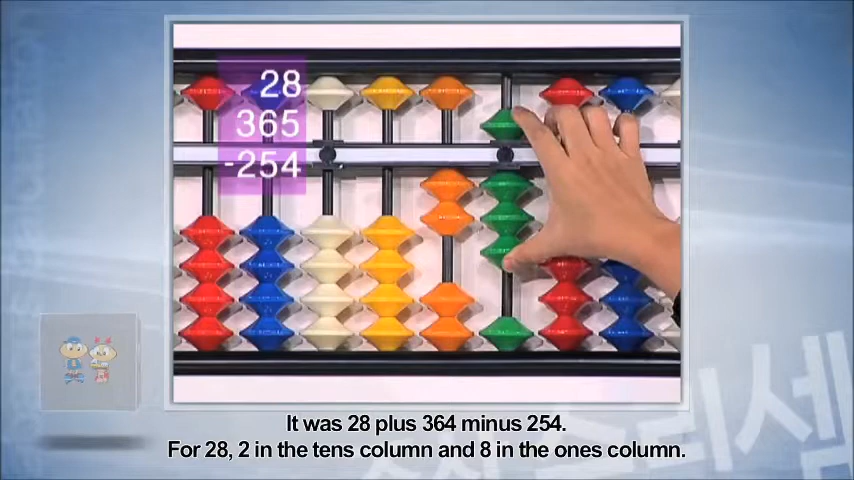 28
365
-254
It was 28 plus 364 minus 254.
For 28, 2 in the tens column and 8 in the ones column.